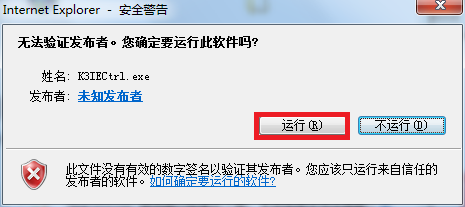 Internet Explorer - 安全警告
无法验证发布者。您确定要运行此软件吗?
姓名: K3IECtrl.exe
发布者: 未知发布者
运行(R) 不运行(D)
此文件没有有效的数字签名以验证其发布者。您应该只运行来自信任的
发布者的软件。如何确定要运行的软件?